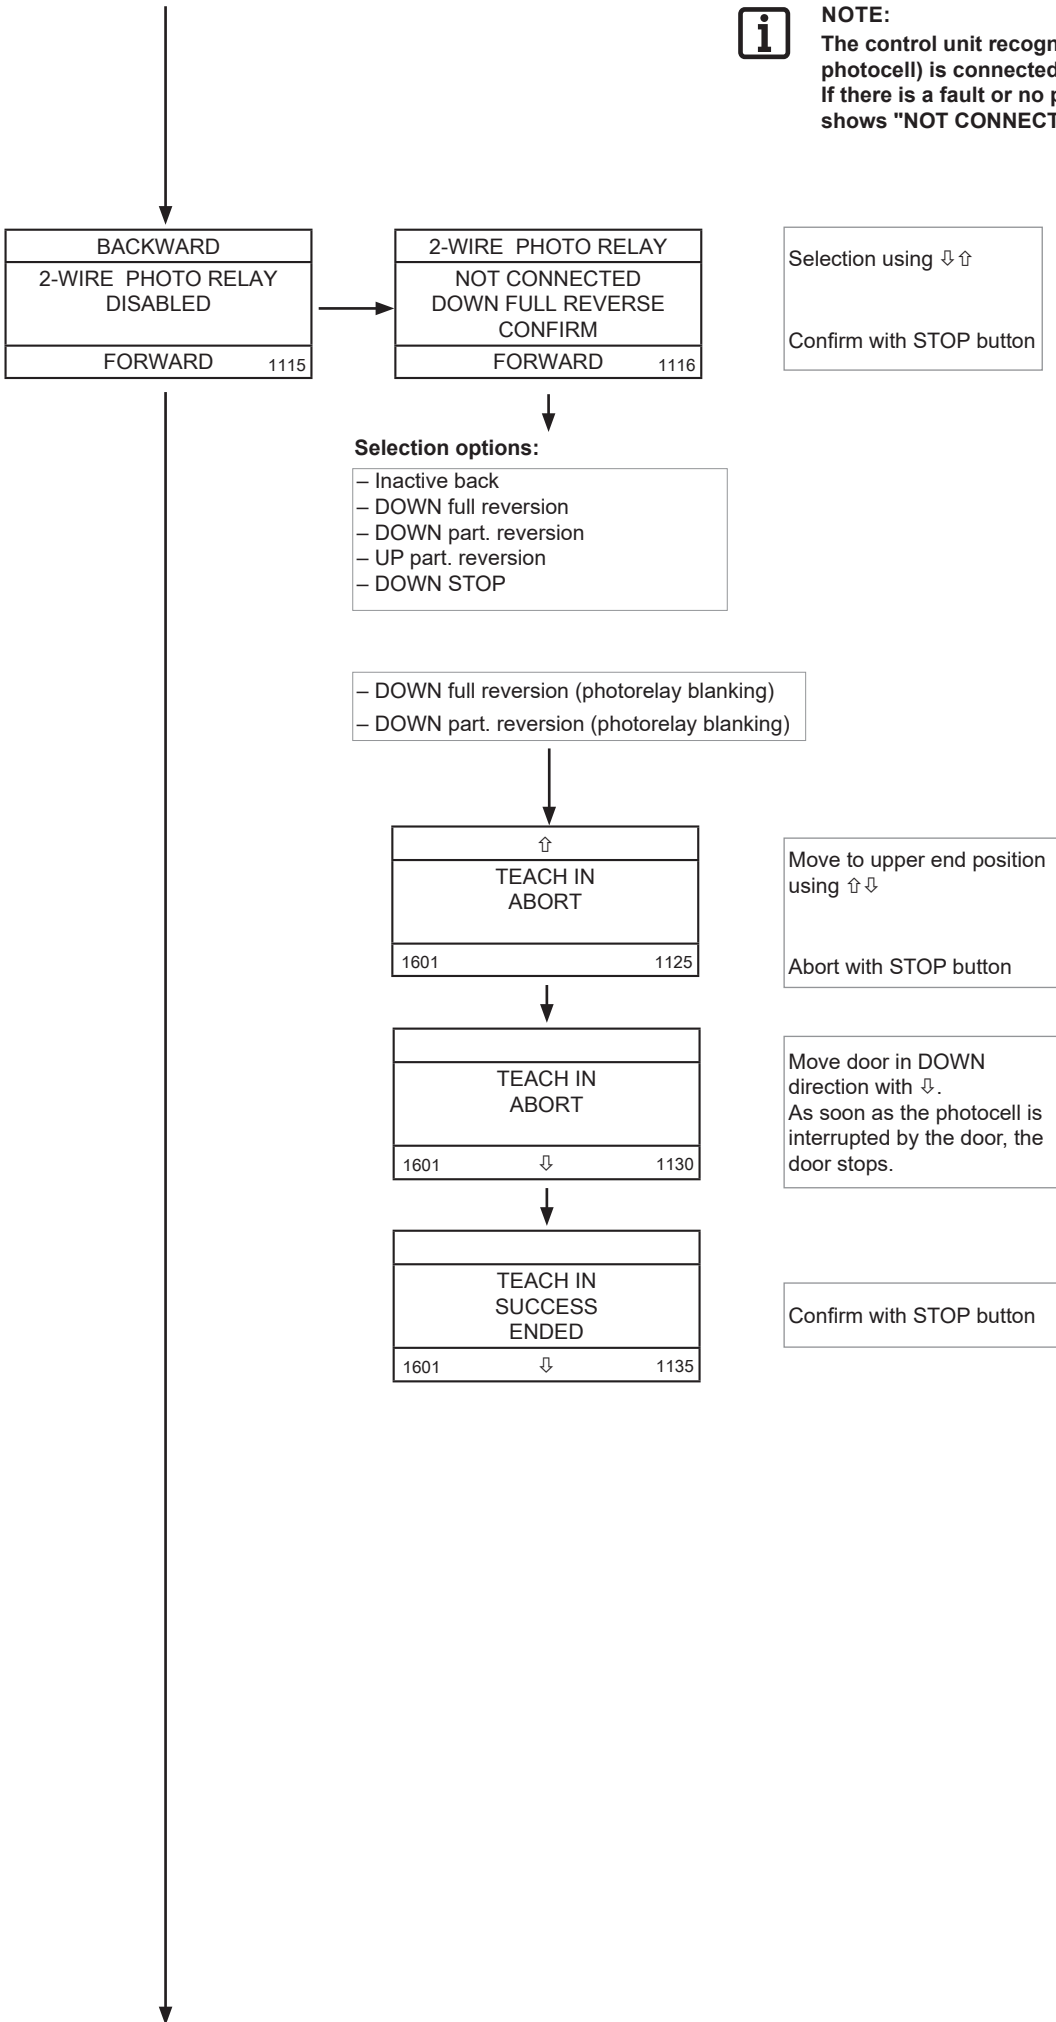 NOTE:
The control unit recogn
photocell) is connected
If there is a fault or no p
shows "NOT CONNECT
BACKWARD
2-WIRE PHOTO RELAY
DISABLED
FORWARD 1115
2-WIRE PHOTO RELAY
NOT CONNECTED
DOWN FULL REVERSE
CONFIRM
FORWARD 1116
Selection using ⇩⇧
Confirm with STOP button
Selection options:
– Inactive back
– DOWN full reversion
– DOWN part. reversion
– UP part. reversion
– DOWN STOP
– DOWN full reversion (photorelay blanking)
– DOWN part. reversion (photorelay blanking)
⇧
TEACH IN
ABORT
1601 1125
Move to upper end position
using ⇧⇩
Abort with STOP button
TEACH IN
ABORT
1601 ⇩ 1130
Move door in DOWN
direction with ⇩.
As soon as the photocell is
interrupted by the door, the
door stops.
TEACH IN
SUCCESS
ENDED
1601 ⇩ 1135
Confirm with STOP button